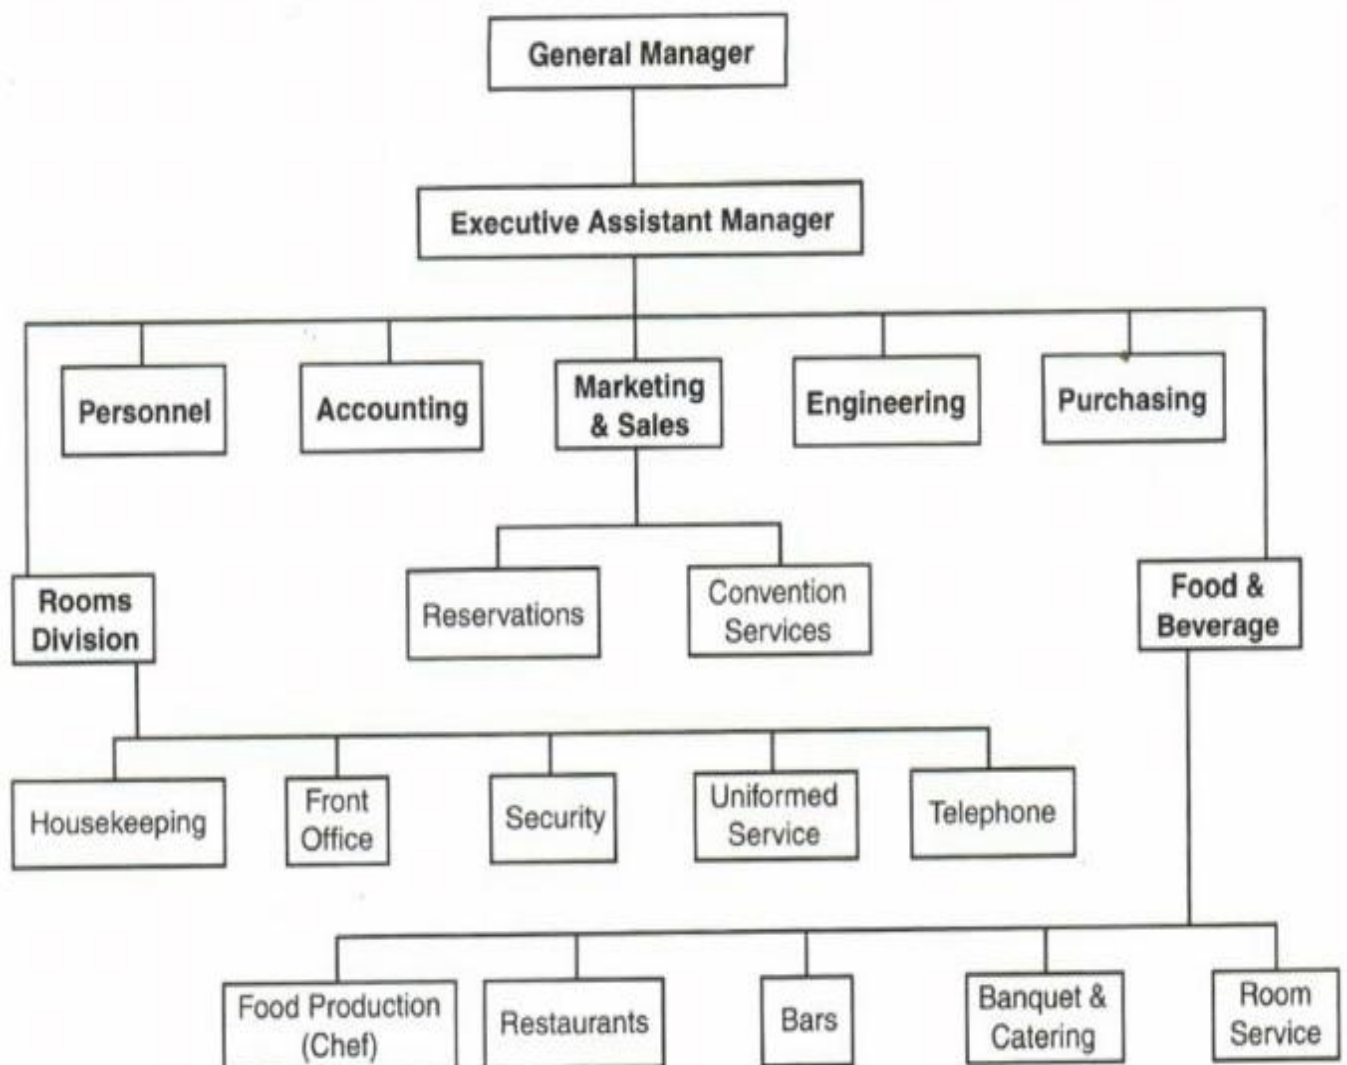 General Manager
Executive Assistant Manager
Personnel
Accounting
Marketing
& Sales
Engineering
Purchasing
Reservations
Convention
Services
Rooms
Division
Food &
Beverage
Housekeeping
Front
Office
Security
Uniformed
Service
Telephone
Food Production
(Chef)
Restaurants
Bars
Banquet &
Catering
Room
Service